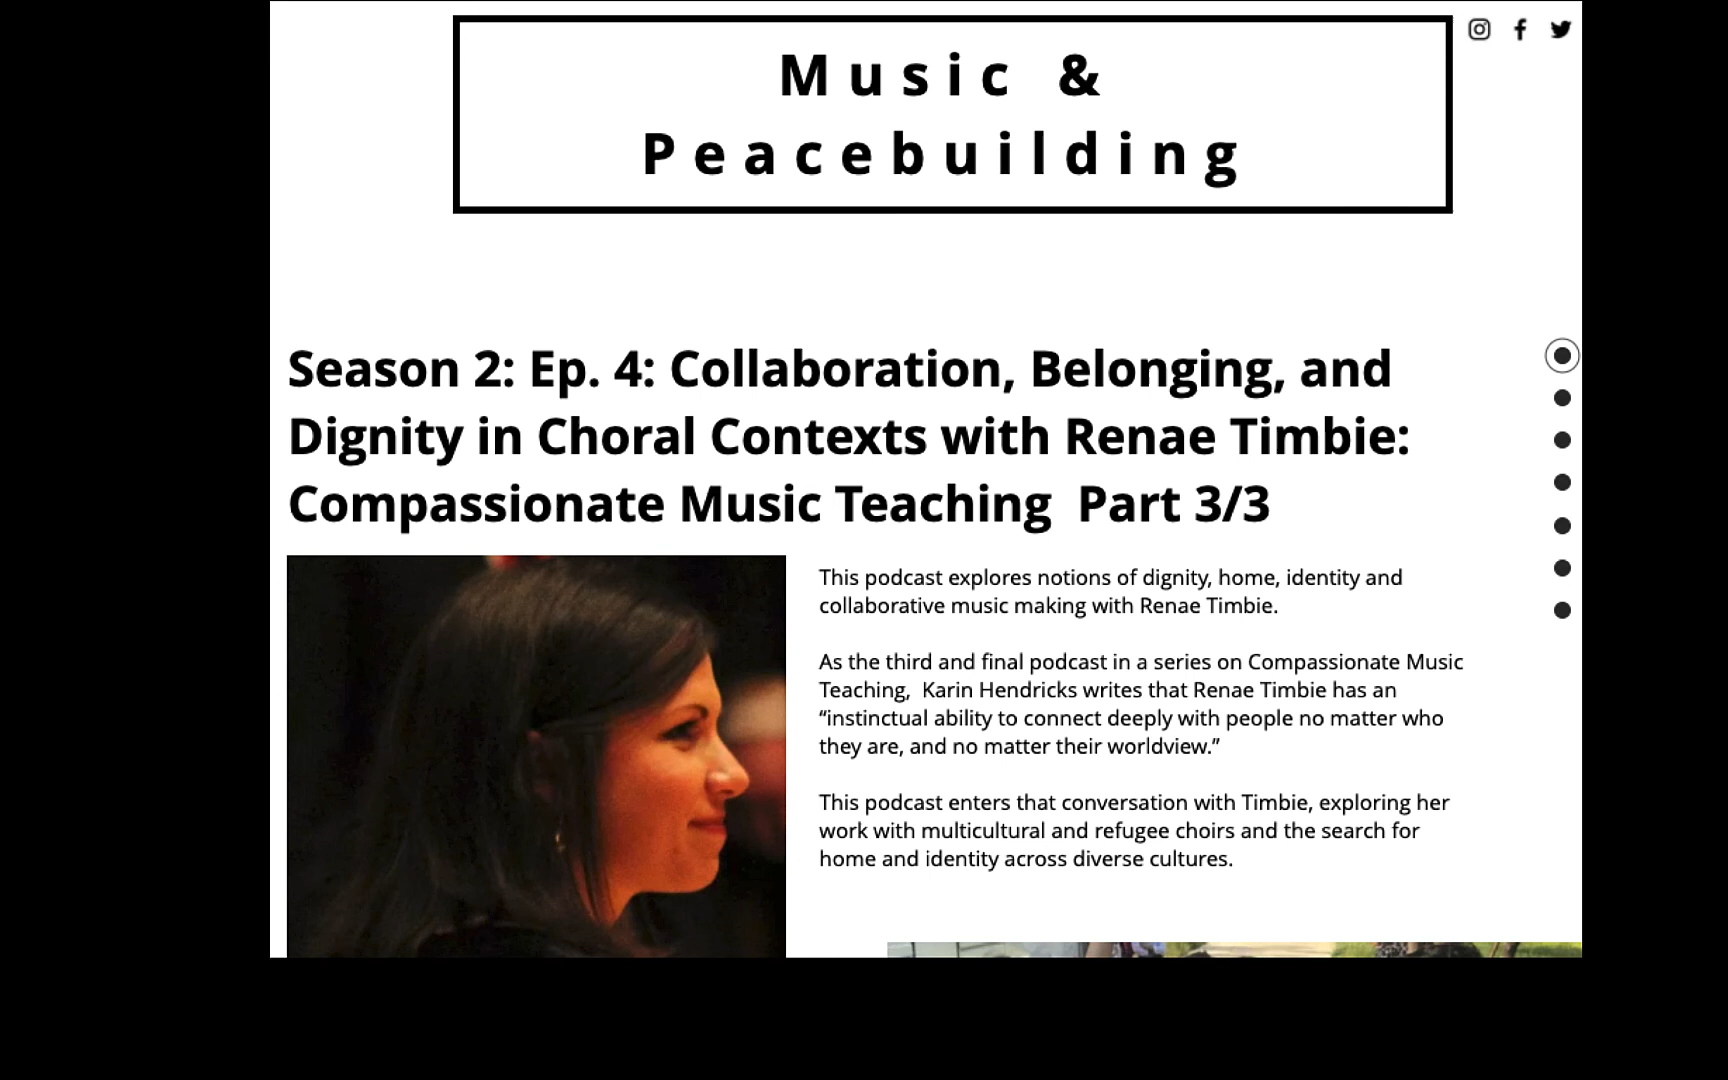 Music &
Peacebuilding
Season 2: Ep. 4: Collaboration, Belonging, and
Dignity in Choral Contexts with Renae Timbie:
Compassionate Music Teaching  Part 3/3
This podcast explores notions of dignity, home, identity and
collaborative music making with Renae Timbie.
As the third and final podcast in a series on Compassionate Music
Teaching,  Karin Hendricks writes that Renae Timbie has an
“instinctual ability to connect deeply with people no matter who
they are, and no matter their worldview.”
This podcast enters that conversation with Timbie, exploring her
work with multicultural and refugee choirs and the search for
home and identity across diverse cultures.